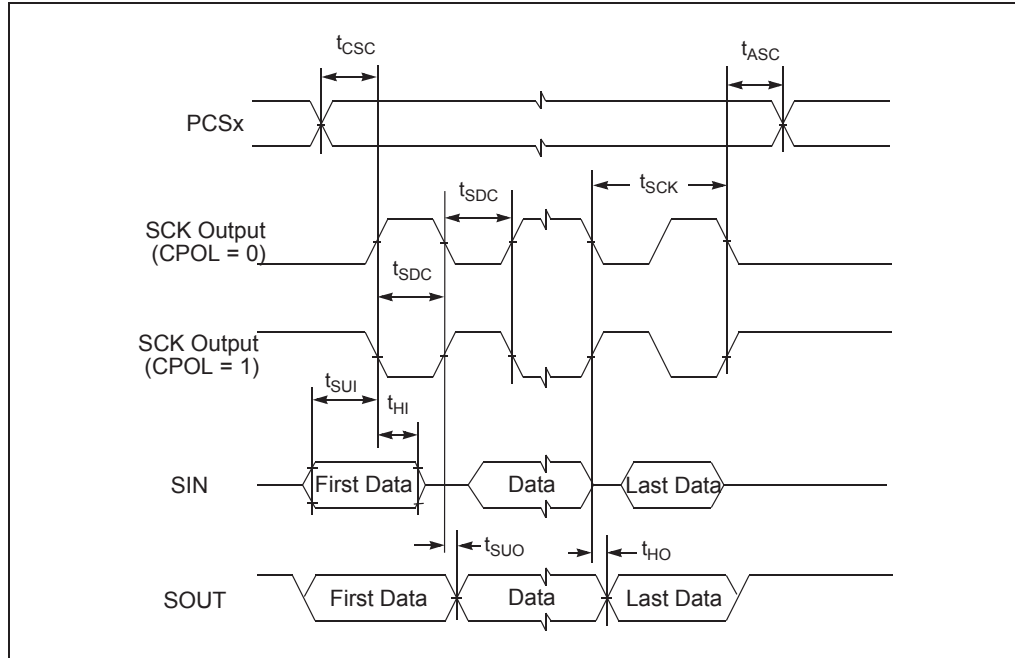 tCSC
tASC
PCSx
tSDC
tSCK
SCK Output
(CPOL = 0)
tSDC
SCK Output
(CPOL = 1)
tSUI
tHI
SIN
First Data
Data
Last Data
tSUO
tHO
SOUT
First Data
Data
Last Data